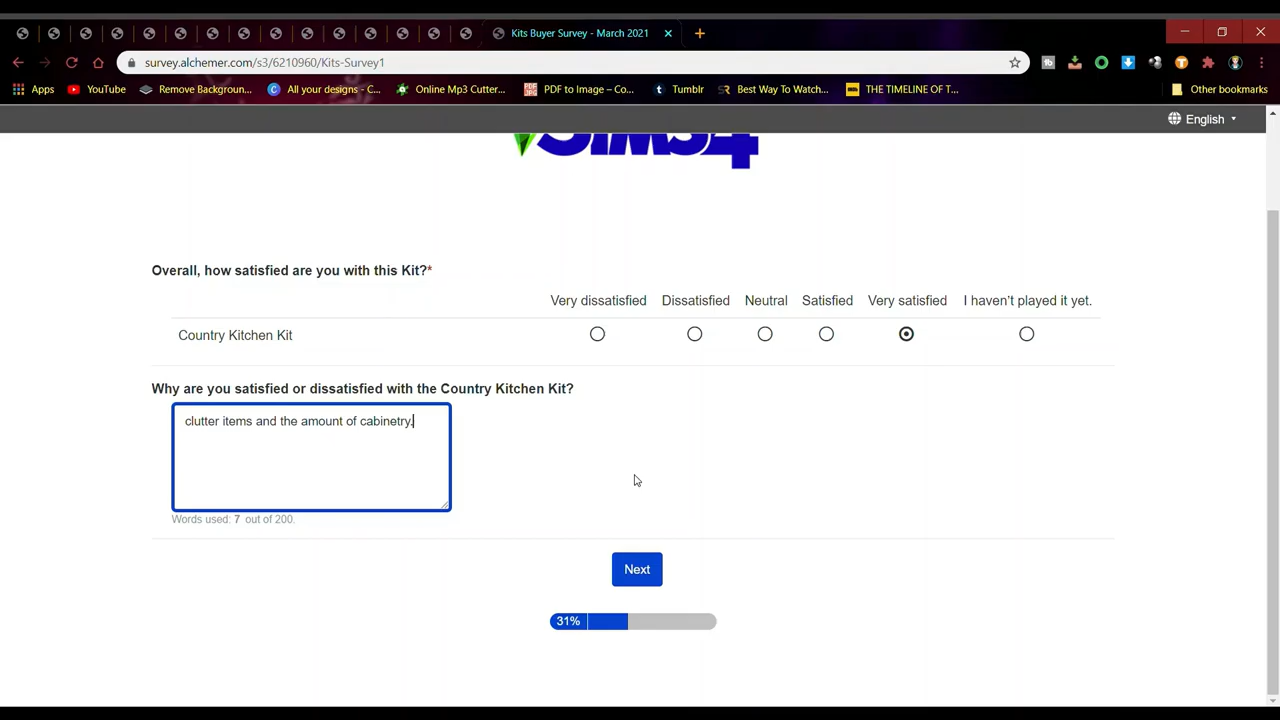 Kits Buyer Survey - March 2021
survey.alchemer.com/s3/6210960/Kits-Survey1
Apps YouTube Remove Backgroun... All your designs - C... Online Mp3 Cutter... PDF to Image – Co... Tumblr Best Way To Watch... THE TIMELINE OF T... Other bookmarks
English
SIMS 4
Overall, how satisfied are you with this Kit?*
Very dissatisfied Dissatisfied Neutral Satisfied Very satisfied I haven't played it yet.
Country Kitchen Kit
Why are you satisfied or dissatisfied with the Country Kitchen Kit?
clutter items and the amount of cabinetry.
Words used: 7 out of 200.
Next
31%